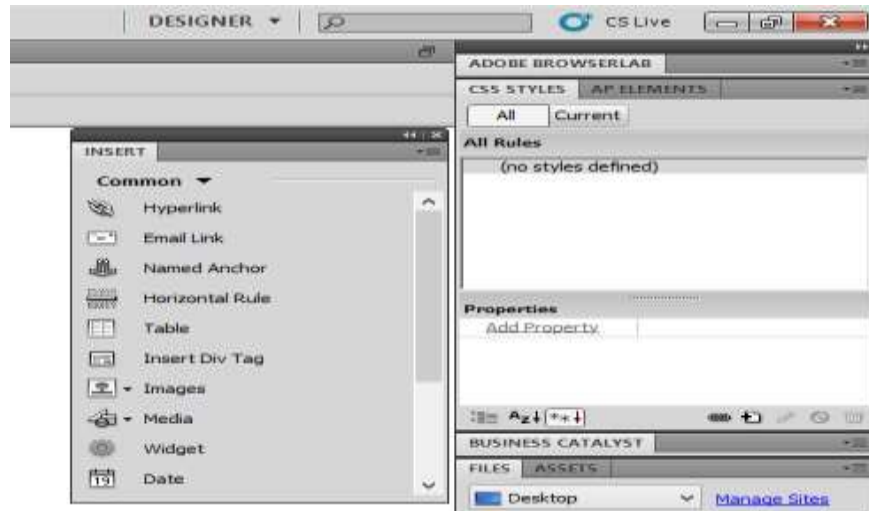 DESIGNER
CS Live
ADOBE BROWSERLAB
CSS STYLES AP ELEMENTS
All Current
All Rules
(no styles defined)
INSERT
Common
Hyperlink
Email Link
Named Anchor
Horizontal Rule
Table
Insert Div Tag
Images
Media
Widget
19 Date
Properties
Add Property
Az
BUSINESS CATALYST
FILES ASSETS
Desktop Manage Sites